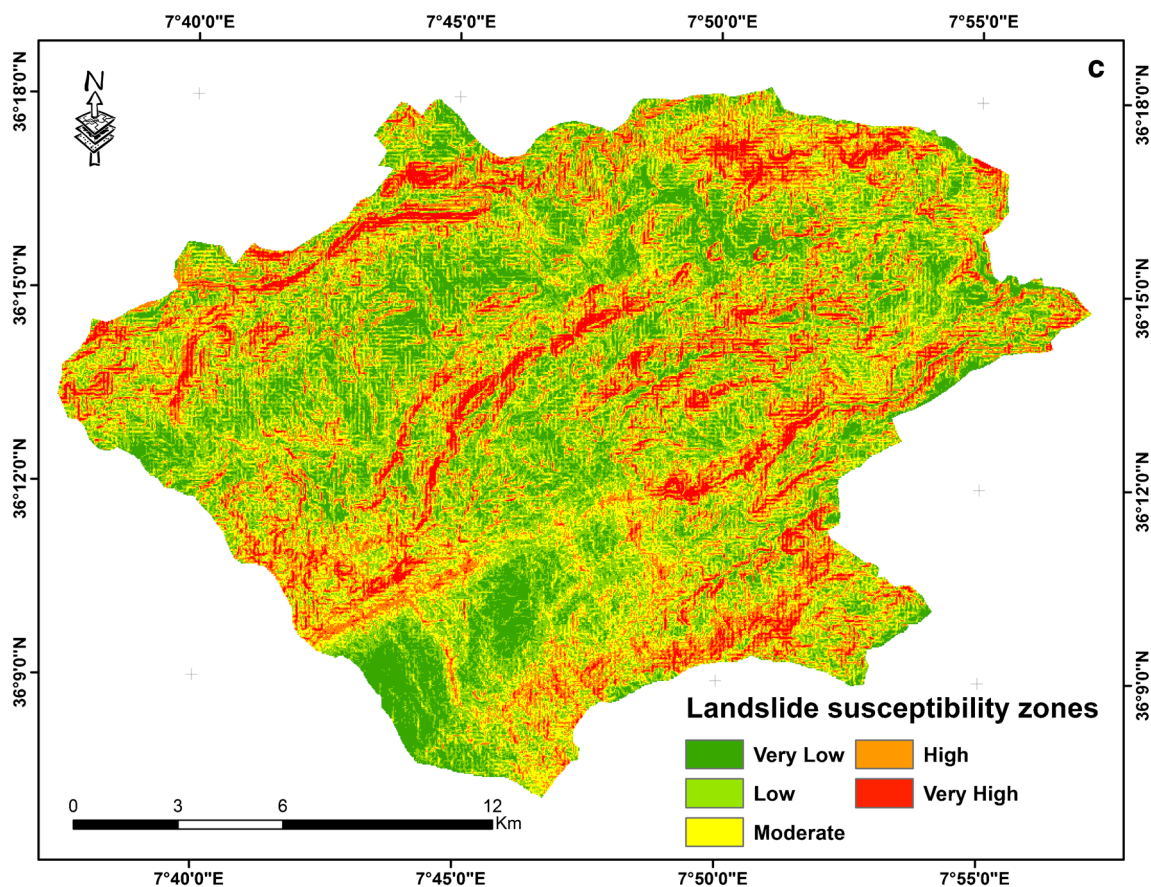 7°40'0"E 7°45'0"E 7°50'0"E 7°55'0"E
c
N
36°18'0"N
36°15'0"N
36°12'0"N
36°9'0"N
36°18'0"N
36°15'0"N
36°12'0"N
36°9'0"N
Landslide susceptibility zones
Very Low High
Low Very High
Moderate
0 3 6 12
Km
7°40'0"E 7°45'0"E 7°50'0"E 7°55'0"E